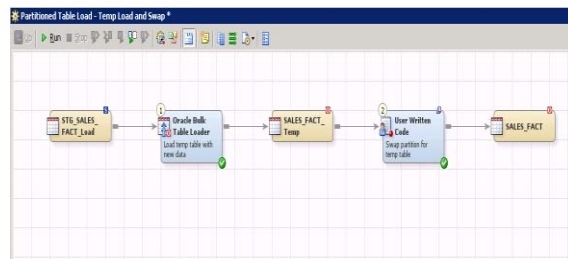 Partitioned Table Load - Temp Load and Swap *
Up Run Stop
STG_SALES_
FACT_Load
1
Oracle Bulk
Table Loader
Load temp table with
new data
SALES_FACT_
Temp
2
User Written
Code
Swap partition for
temp table
SALES_FACT